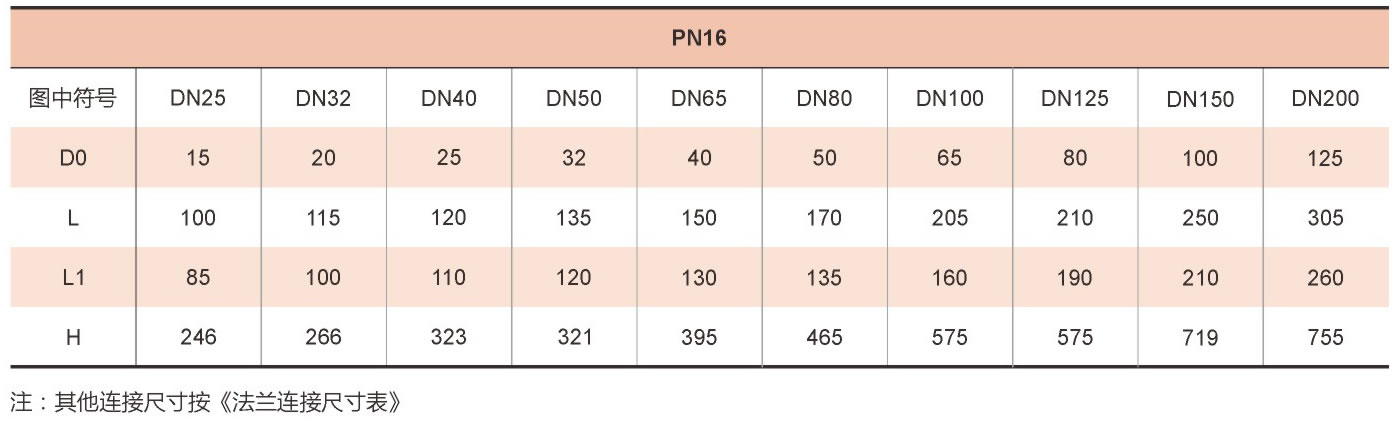 PN16
图中符号 DN25 DN32 DN40 DN50 DN65 DN80 DN100 DN125 DN150 DN200
D0 15 20 25 32 40 50 65 80 100 125
L 100 115 120 135 150 170 205 210 250 305
L1 85 100 110 120 130 135 160 190 210 260
H 246 266 323 321 395 465 575 575 719 755
注：其他连接尺寸按《法兰连接尺寸表》